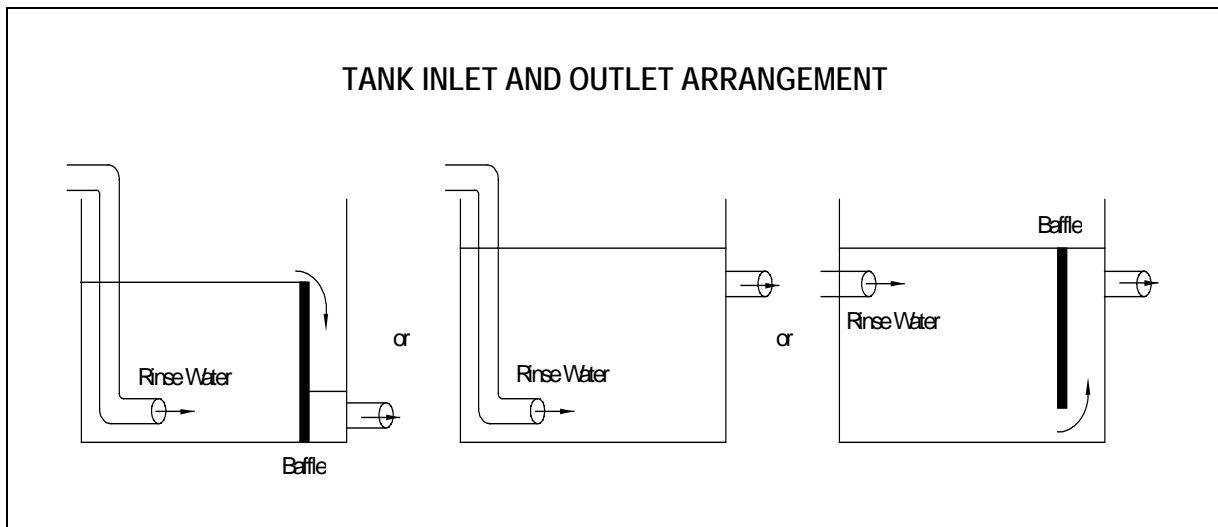 TANK INLET AND OUTLET ARRANGEMENT
Rinse Water
Baffle
or
Rinse Water
or
Baffle
Rinse Water